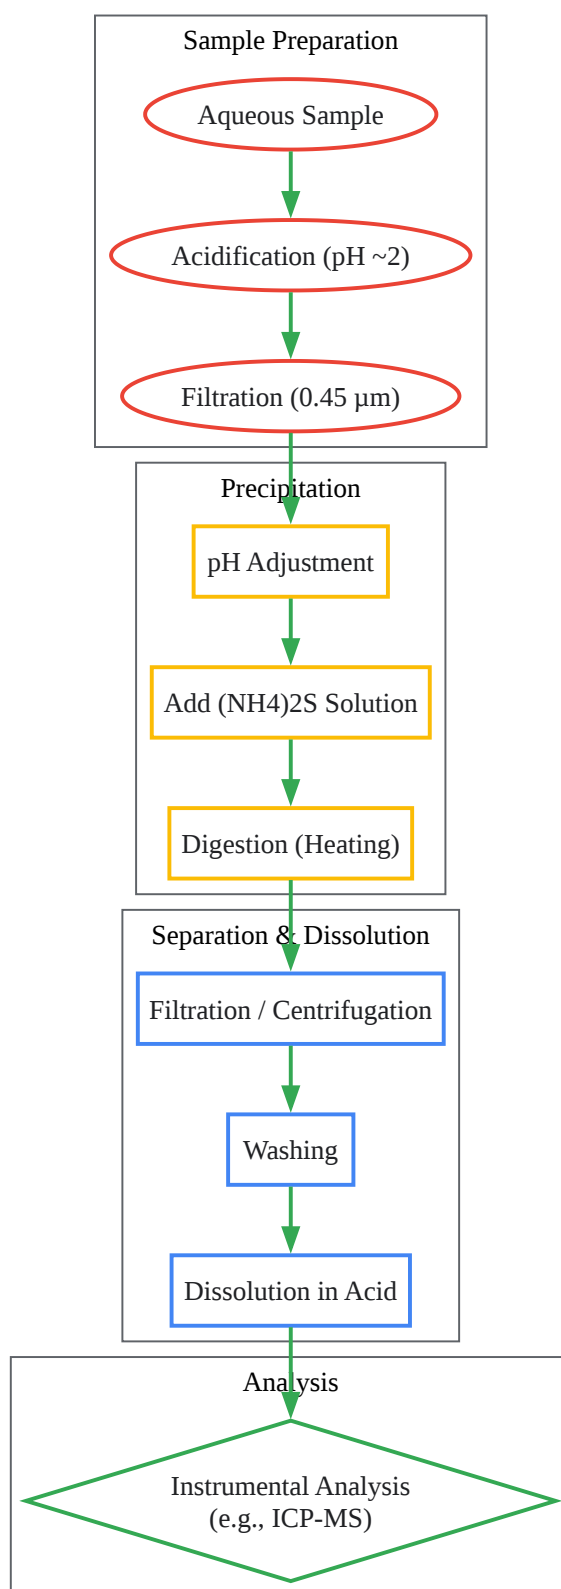 Sample Preparation
Aqueous Sample
Acidification (pH ~2)
Filtration (0.45 µm)
Precipitation
pH Adjustment
Add (NH4)2S Solution
Digestion (Heating)
Separation & Dissolution
Filtration / Centrifugation
Washing
Dissolution in Acid
Analysis
Instrumental Analysis
(e.g., ICP-MS)